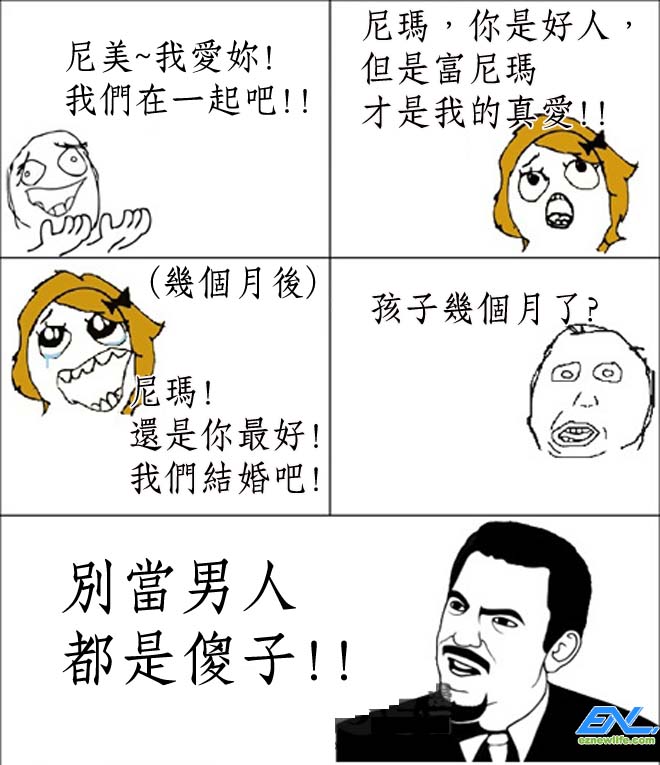 尼美~我愛妳!
我們在一起吧!!
尼瑪，你是好人，
但是富尼瑪
才是我的真愛!!
(幾個月後)
尼瑪!
還是你最好!
我們結婚吧!
孩子幾個月了?
別當男人
都是傻子!!
ENL
eznewlife.com